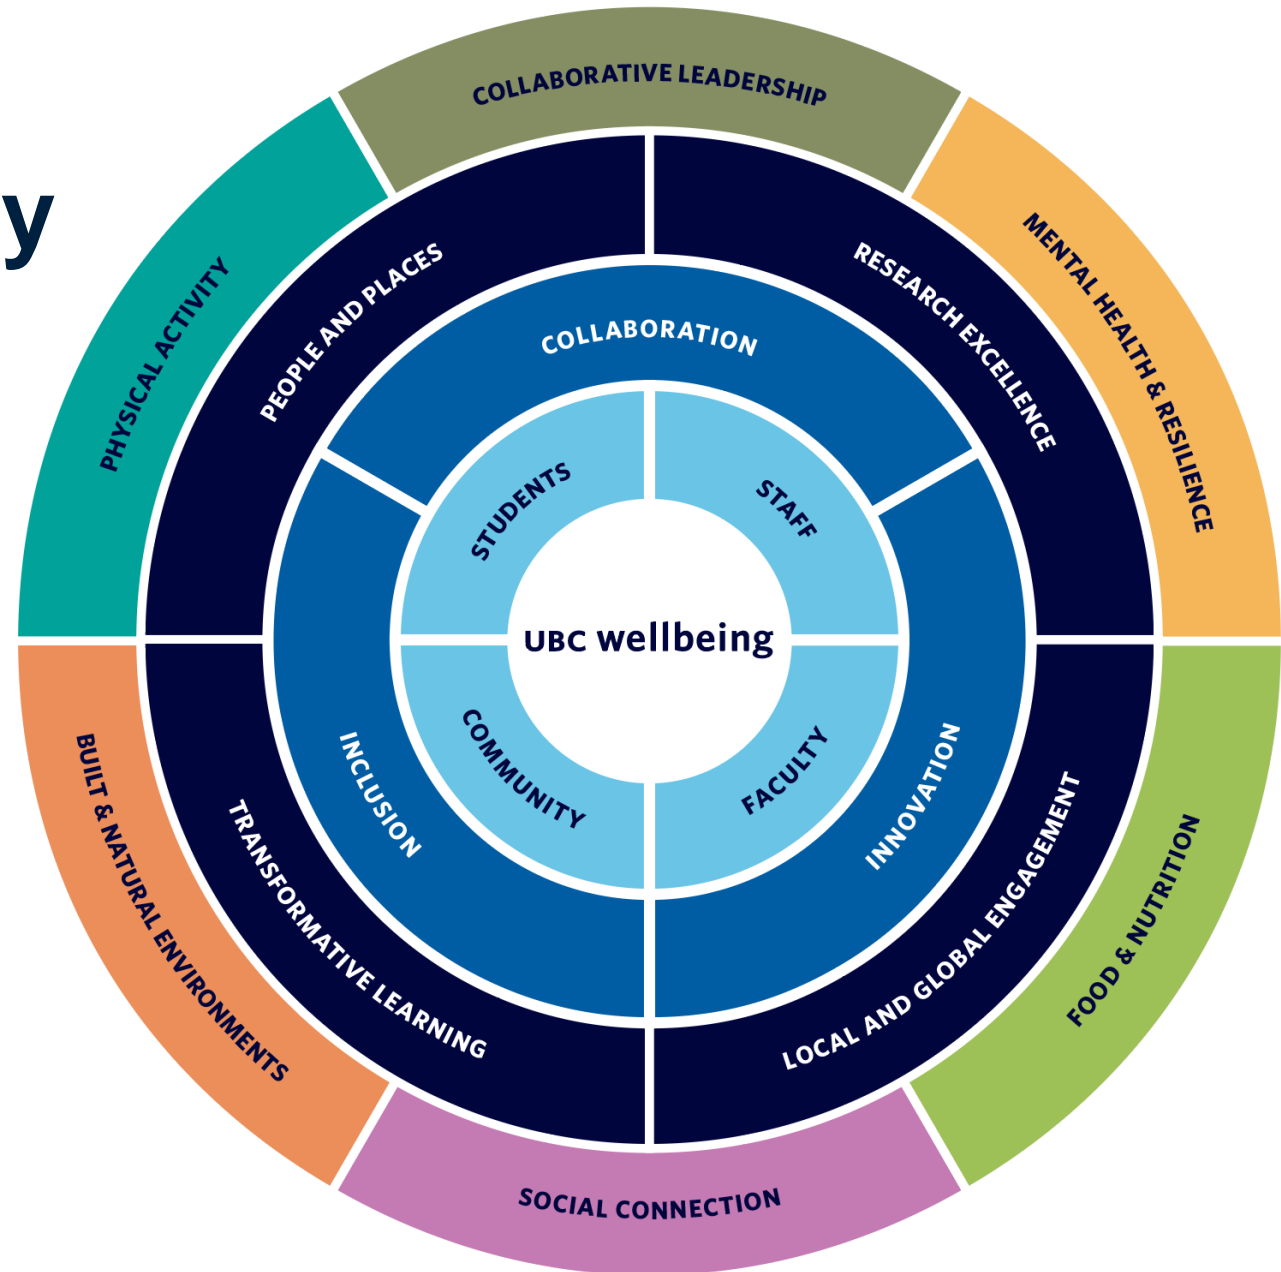 COLLABORATIVE LEADERSHIP
y
MENTAL HEALTH & RESILIENCE
PHYSICAL ACTIVITY
PEOPLE AND PLACES
RESEARCH EXCELLENCE
COLLABORATION
STUDENTS
STAFF
UBC wellbeing
COMMUNITY
FACULTY
INCLUSION
INNOVATION
TRANSFORMATIVE LEARNING
LOCAL AND GLOBAL ENGAGEMENT
BUILT & NATURAL ENVIRONMENTS
FOOD & NUTRITION
SOCIAL CONNECTION